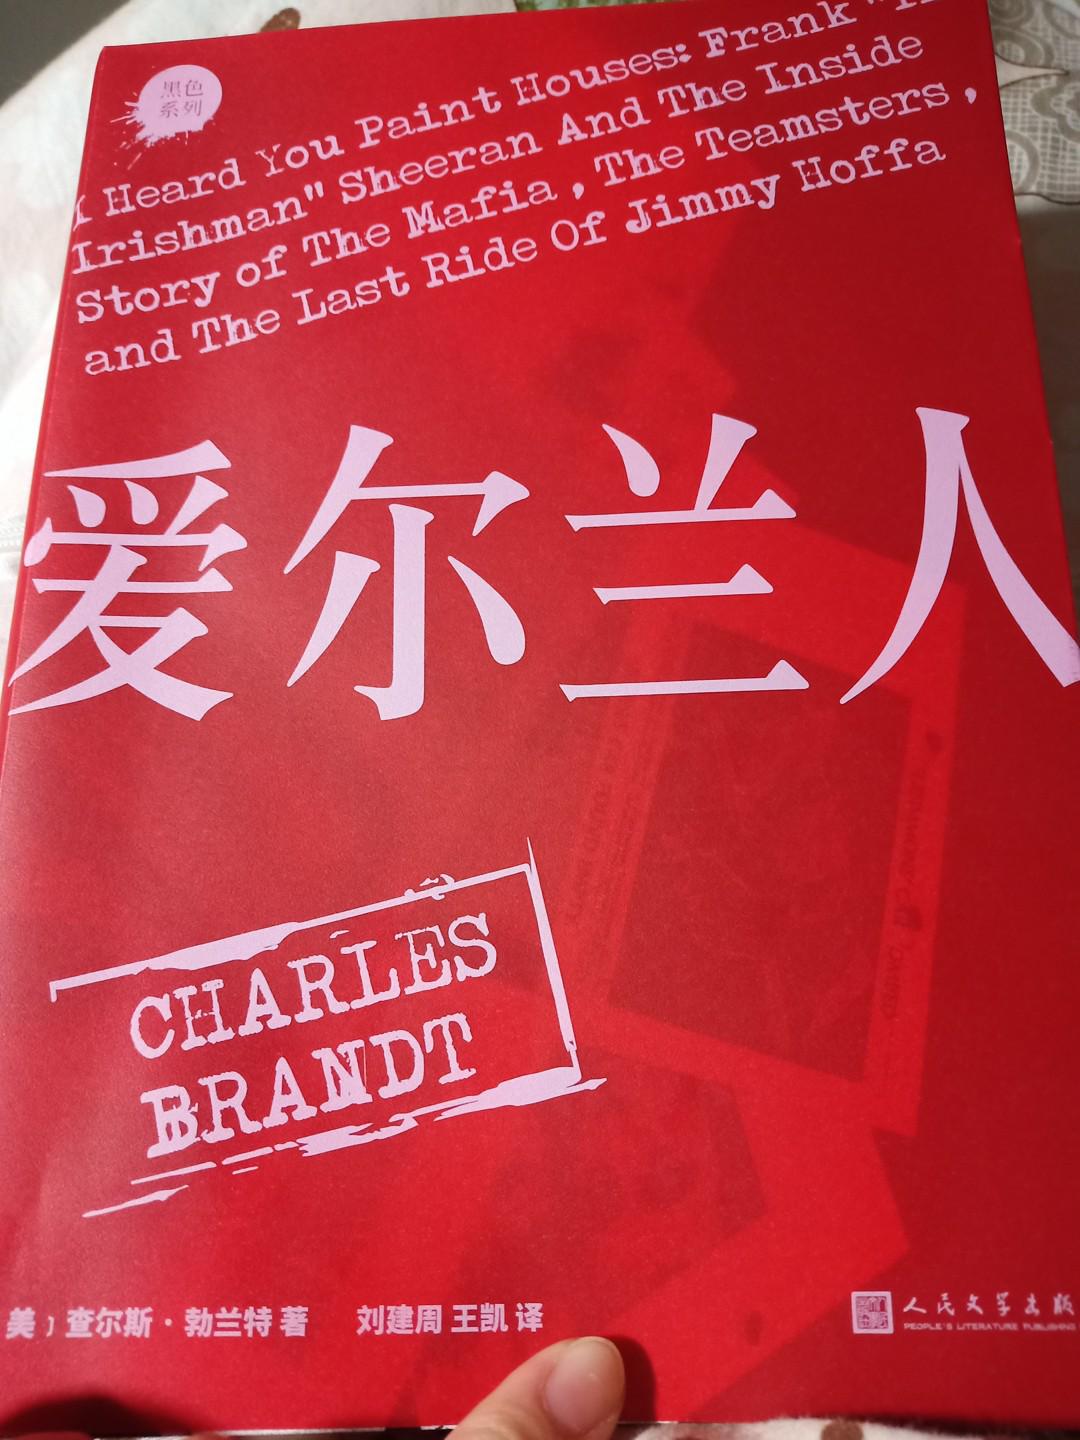 黑色
系列
I Heard You Paint Houses: Frank "
Irishman" Sheeran And The Inside
Story of The Mafia , The Teamsters ,
and The Last Ride Of Jimmy Hoffa
爱尔兰人
CHARLES
BRANDT
美）查尔斯·勃兰特 著 刘建周 王凯 译
人民文学出版
PEOPLE'S LITERATURE PUBLISHING